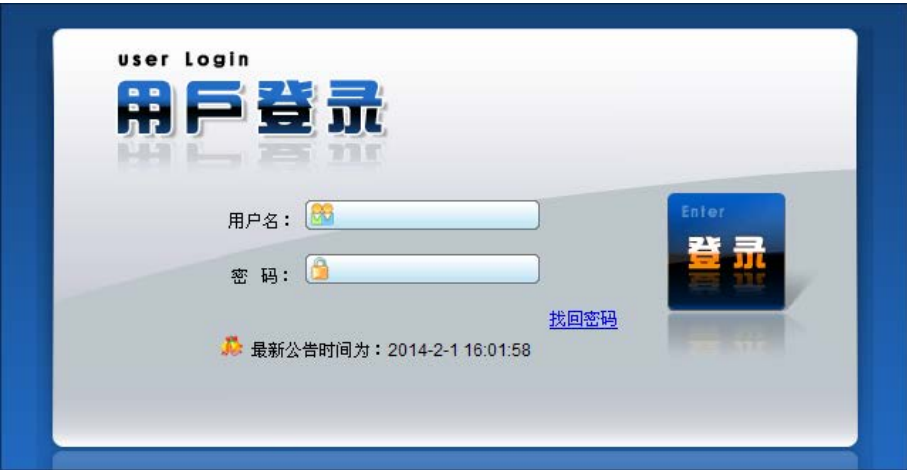 user Login
用戶登录
用户名：
Enter
登录
密 码：
找回密码
最新公告时间为：2014-2-1 16:01:58